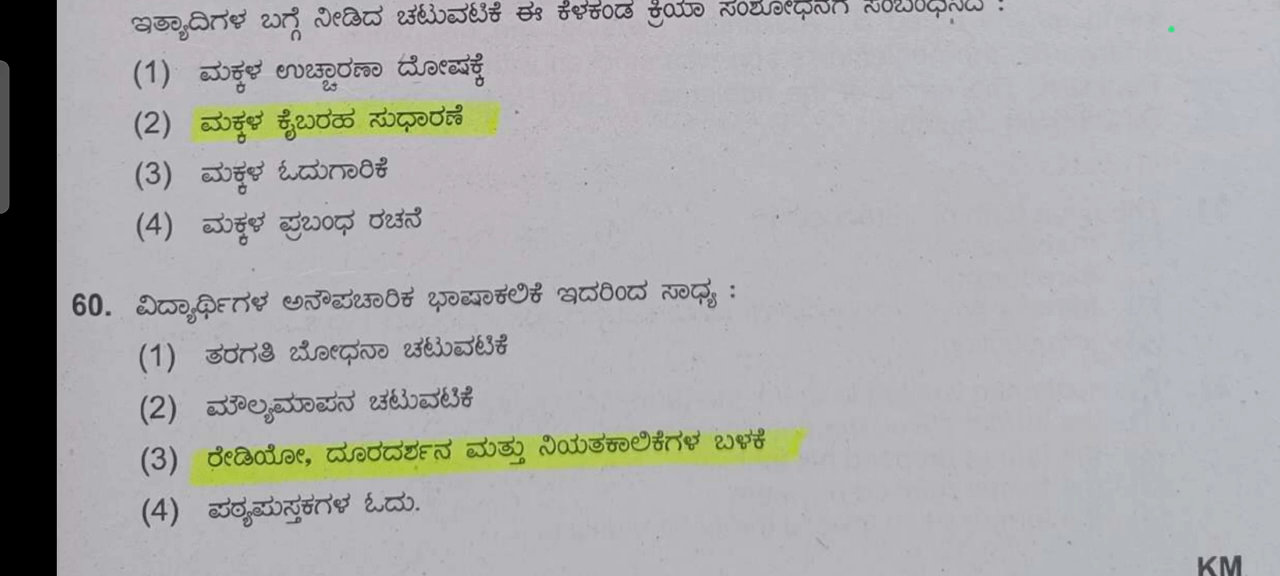 ಇತ್ಯಾದಿಗಳ ಬಗ್ಗೆ ನೀಡಿದ ಚಟುವಟಿಕೆ ಈ ಕೆಳಕಂಡ ಕ್ರಿಯಾ ಸಂಶೋಧನೆಗೆ ಸಂಬಂಧಿಸಿದೆ :
(1) ಮಕ್ಕಳ ಉಚ್ಚಾರಣಾ ದೋಷಕ್ಕೆ
(2) ಮಕ್ಕಳ ಕೈಬರಹ ಸುಧಾರಣೆ
(3) ಮಕ್ಕಳ ಓದುಗಾರಿಕೆ
(4) ಮಕ್ಕಳ ಪ್ರಬಂಧ ರಚನೆ
60. ವಿದ್ಯಾರ್ಥಿಗಳ ಅನೌಪಚಾರಿಕ ಭಾಷಾಕಲಿಕೆ ಇದರಿಂದ ಸಾಧ್ಯ :
(1) ತರಗತಿ ಬೋಧನಾ ಚಟುವಟಿಕೆ
(2) ಮೌಲ್ಯಮಾಪನ ಚಟುವಟಿಕೆ
(3) ರೇಡಿಯೋ, ದೂರದರ್ಶನ ಮತ್ತು ನಿಯತಕಾಲಿಕೆಗಳ ಬಳಕೆ
(4) ಪಠ್ಯಪುಸ್ತಕಗಳ ಓದು.
KM